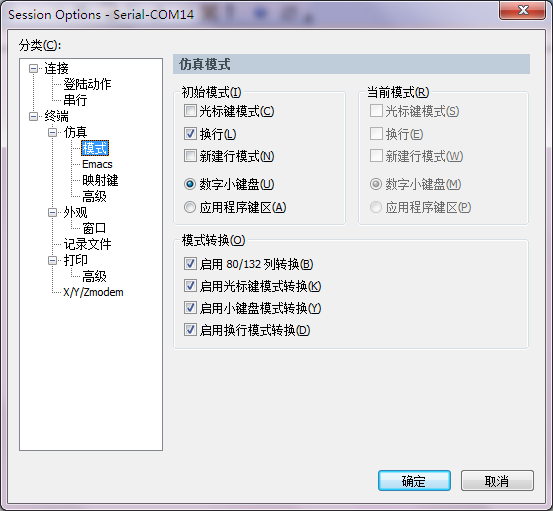 Session Options - Serial-COM14
分类(C):
连接
登陆动作
串行
终端
仿真
模式
Emacs
映射键
高级
外观
窗口
记录文件
打印
高级
X/Y/Zmodem
仿真模式
初始模式(I)
光标键模式(C)
换行(L)
新建行模式(N)
数字小键盘(U)
应用程序键区(A)
当前模式(R)
光标键模式(S)
换行(E)
新建行模式(W)
数字小键盘(M)
应用程序键区(P)
模式转换(O)
启用 80/132 列转换(B)
启用光标键模式转换(K)
启用小键盘模式转换(Y)
启用换行模式转换(D)
确定
取消